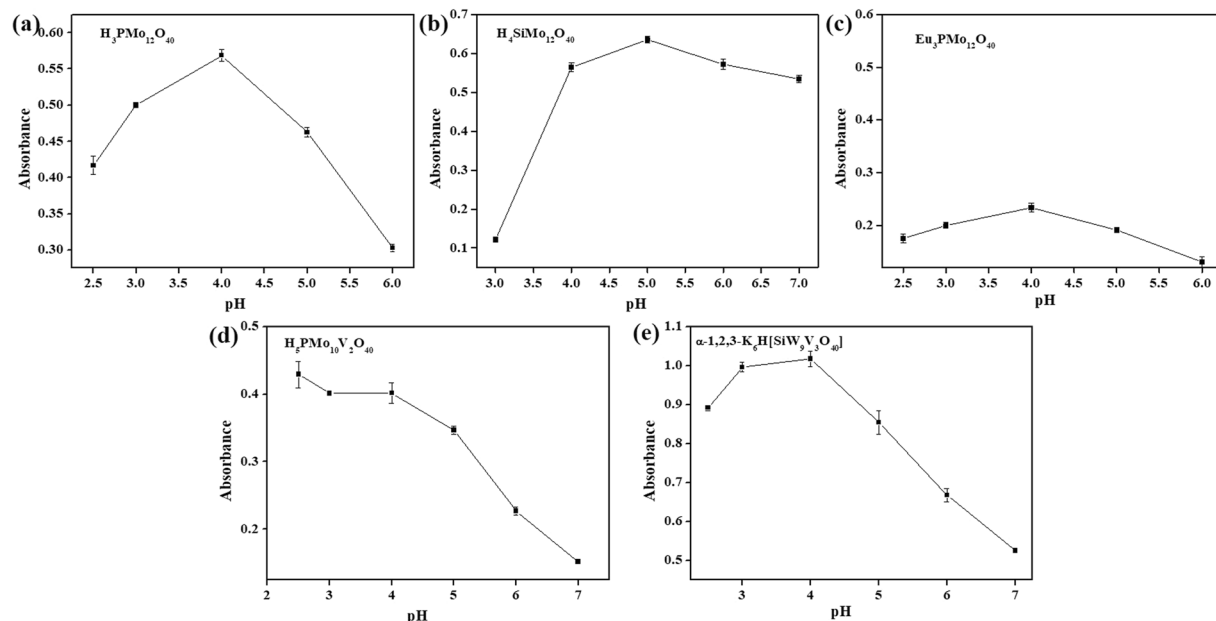 (a)
H₃PMo₁₂O₄₀
0.60
0.55
0.50
0.45
0.40
0.35
0.30
Absorbance
2.5 3.0 3.5 4.0 4.5 5.0 5.5 6.0
pH
(b)
H₄SiMo₁₂O₄₀
0.7
0.6
0.5
0.4
0.3
0.2
0.1
Absorbance
3.0 3.5 4.0 4.5 5.0 5.5 6.0 6.5 7.0
pH
(c)
Eu₃PMo₁₂O₄₀
0.6
0.5
0.4
0.3
0.2
Absorbance
2.5 3.0 3.5 4.0 4.5 5.0 5.5 6.0
pH
(d)
H₅PMo₁₀V₂O₄₀
0.5
0.4
0.3
0.2
Absorbance
2 3 4 5 6 7
pH
(e)
α-1,2,3-K₆H[SiW₉V₃O₄₀]
1.1
1.0
0.9
0.8
0.7
0.6
0.5
Absorbance
3 4 5 6 7
pH